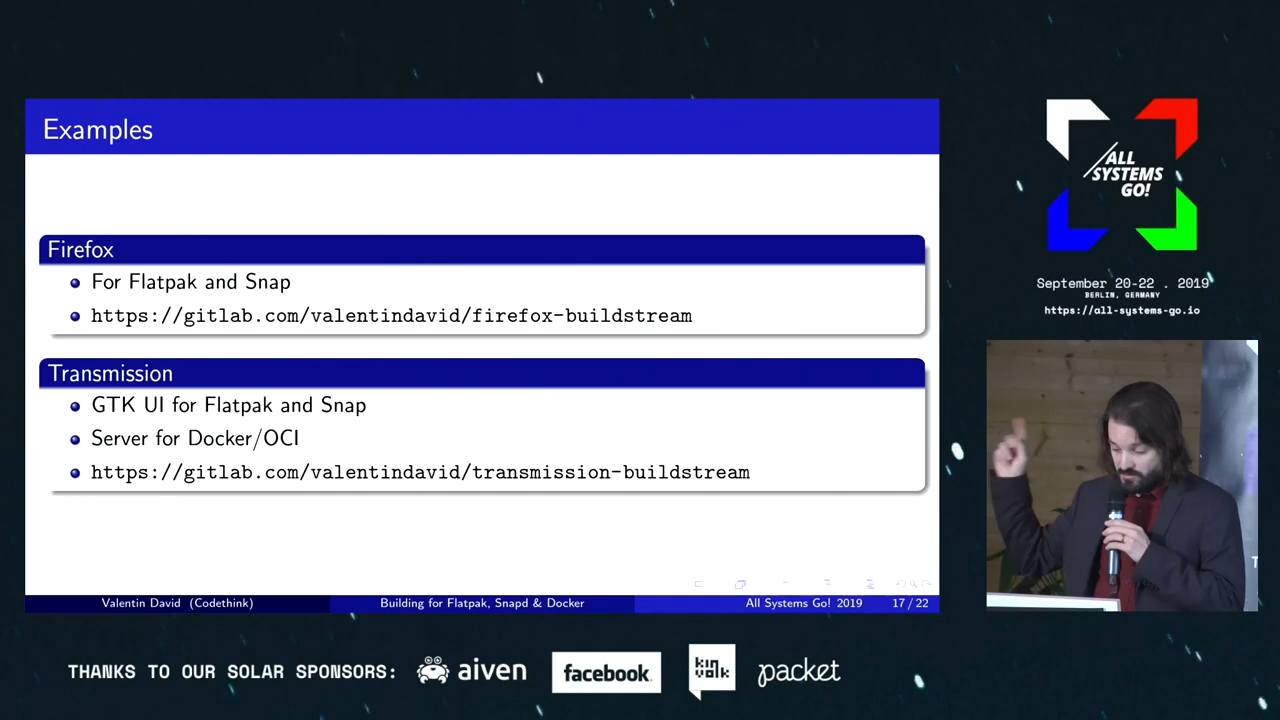 Examples
Firefox
For Flatpak and Snap
https://gitlab.com/valentindavid/firefox-buildstream
Transmission
GTK UI for Flatpak and Snap
Server for Docker/OCI
https://gitlab.com/valentindavid/transmission-buildstream
Valentin David (Codethink)
Building for Flatpak, Snapd & Docker
All Systems Go! 2019
17 / 22
/ALL
SYSTEMS
GO!
September 20-22 . 2019
BERLIN, GERMANY
https://all-systems-go.io
THANKS TO OUR SOLAR SPONSORS:
aiven
facebook
kinvolk
packet